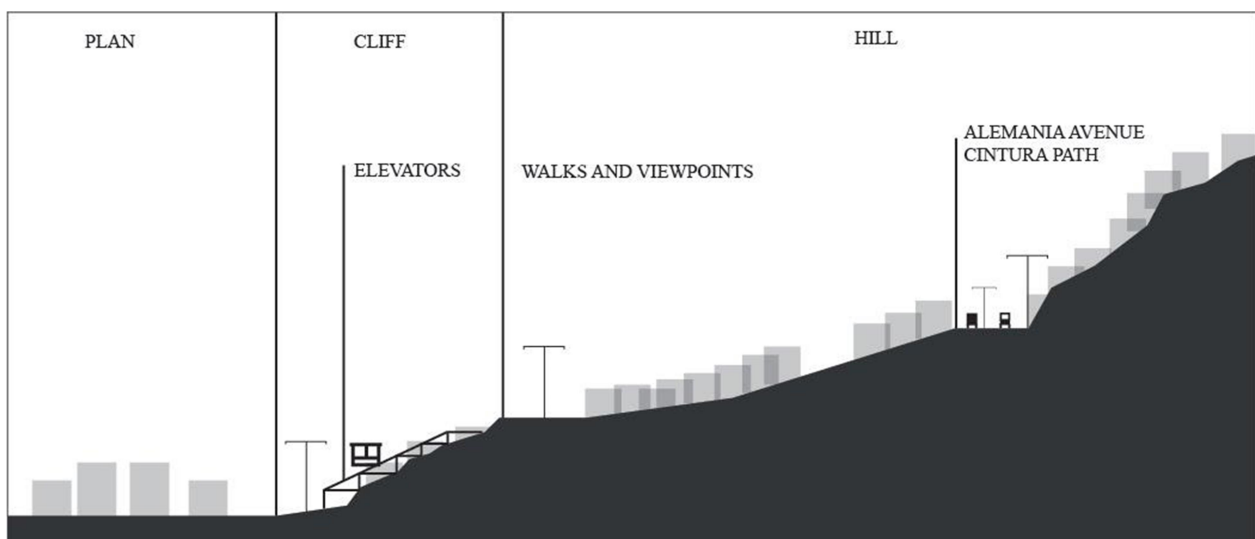 PLAN
CLIFF
HILL
ALEMANIA AVENUE
CINTURA PATH
ELEVATORS
WALKS AND VIEWPOINTS